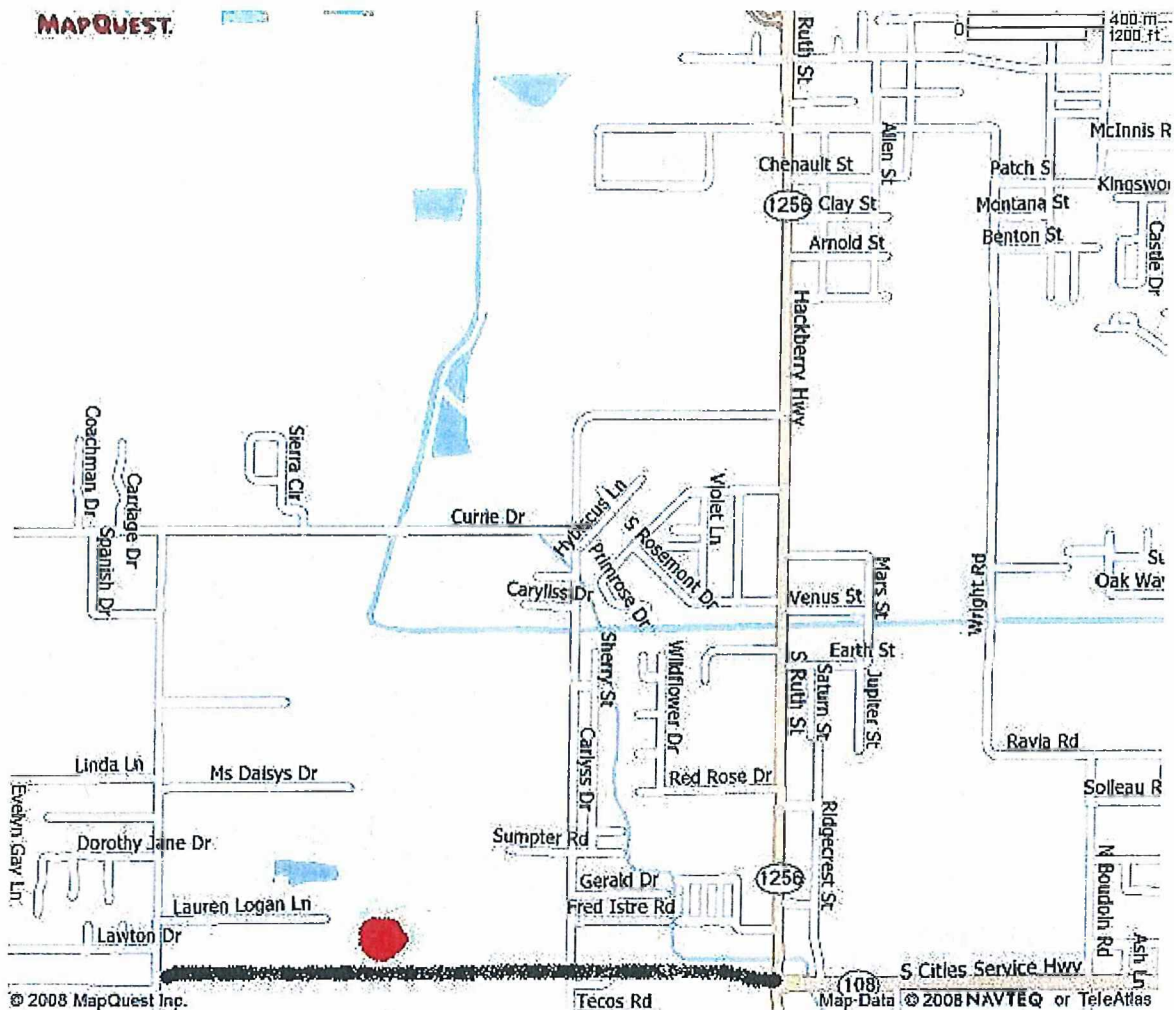 MAPQUEST.
0
400 m
1200 ft
Ruth St
Allen St
McInnis R
Chenault St
Patch S
Kingswo
1256
Clay St
Montana St
Arnold St
Benton St
Castle Dr
Hackberry Hwy
Coachman Dr
Carriage Dr
Sierra Cir
Spanish Dr
Currie Dr
Hybiscus Ln
Violet Ln
S Rosemont Dr
Primrose Dr
Caryliss Dr
Mars St
Venus St
Wright Rd
Oak Wa
Sherry St
Wildflower Dr
S Ruth St
Earth St
Saturn St
Jupiter St
Ravia Rd
Linda Ln
Ms Daisys Dr
Carlyss Dr
Red Rose Dr
Solleau R
Evelyn Gay Ln
Dorothy Jane Dr
Sumpter Rd
Ridgecrest St
Gerald Dr
1256
N Boudoin Rd
Lauren Logan Ln
Fred Istre Rd
Lawton Dr
Ash Ln
S Cities Service Hwy
108
© 2008 MapQuest Inc.
Tecos Rd
Map Data © 2008 NAVTEQ or TeleAtlas